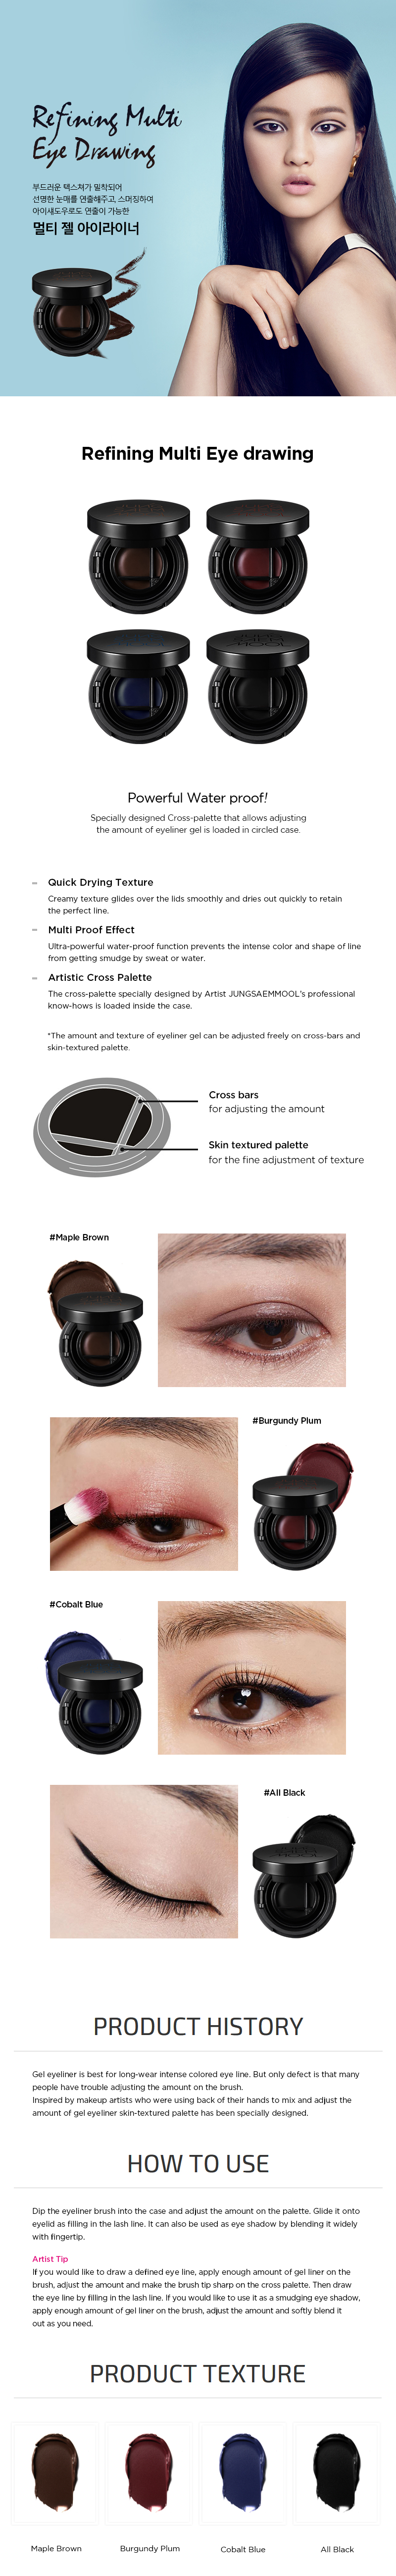 Refining Multi
Eye Drawing
부드러운 텍스쳐가 밀착되어
선명한 눈매를 연출해주고, 스머징하여
아이섀도우로도 연출이 가능한
멀티 젤 아이라이너
Refining Multi Eye drawing
Powerful Water proof!
Specially designed Cross-palette that allows adjusting
the amount of eyeliner gel is loaded in circled case.
Quick Drying Texture
Creamy texture glides over the lids smoothly and dries out quickly to retain
the perfect line.
Multi Proof Effect
Ultra-powerful water-proof function prevents the intense color and shape of line
from getting smudge by sweat or water.
Artistic Cross Palette
The cross-palette specially designed by Artist JUNGSAEMMOOL's professional
know-hows is loaded inside the case.
*The amount and texture of eyeliner gel can be adjusted freely on cross-bars and
skin-textured palette.
Cross bars
for adjusting the amount
Skin textured palette
for the fine adjustment of texture
#Maple Brown
#Burgundy Plum
#Cobalt Blue
#All Black
PRODUCT HISTORY
Gel eyeliner is best for long-wear intense colored eye line. But only defect is that many
people have trouble adjusting the amount on the brush.
Inspired by makeup artists who were using back of their hands to mix and adjust the
amount of gel eyeliner skin-textured palette has been specially designed.
HOW TO USE
Dip the eyeliner brush into the case and adjust the amount on the palette. Glide it onto
eyelid as filling in the lash line. It can also be used as eye shadow by blending it widely
with fingertip.
Artist Tip
If you would like to draw a defined eye line, apply enough amount of gel liner on the
brush, adjust the amount and make the brush tip sharp on the cross palette. Then draw
the eye line by filling in the lash line. If you would like to use it as a smudging eye shadow,
apply enough amount of gel liner on the brush, adjust the amount and softly blend it
out as you need.
PRODUCT TEXTURE
Maple Brown
Burgundy Plum
Cobalt Blue
All Black